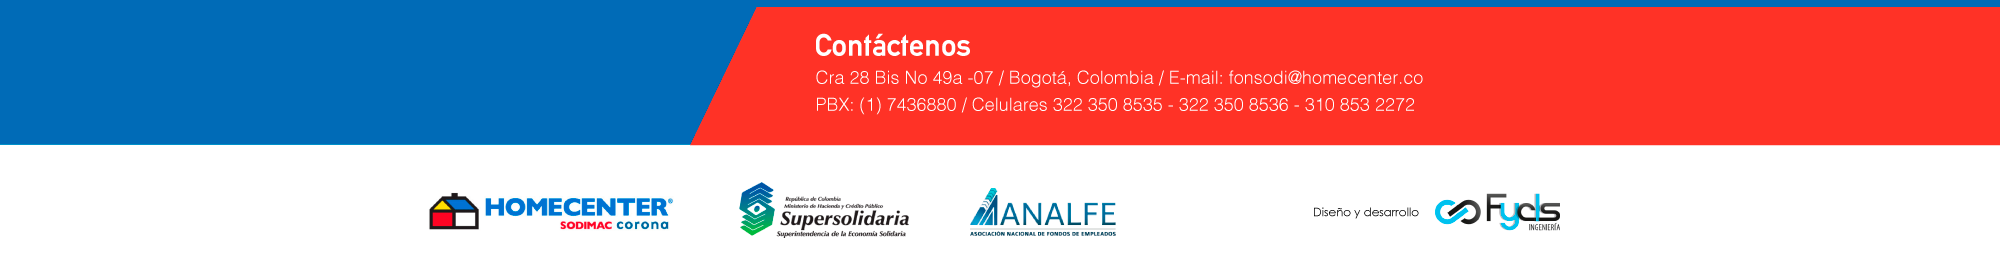 Contáctenos
Cra 28 Bis No 49a -07 / Bogotá, Colombia / E-mail: fonsodi@homecenter.co
PBX: (1) 7436880 / Celulares 322 350 8535 - 322 350 8536 - 310 853 2272
HOMECENTER®
SODIMAC corona
República de Colombia
Ministerio de Hacienda y Crédito Público
Supersolidaria
Superintendencia de la Economía Solidaria
ANALFE
ASOCIACIÓN NACIONAL DE FONDOS DE EMPLEADOS
Diseño y desarrollo
Fycls
INGENIERÍA